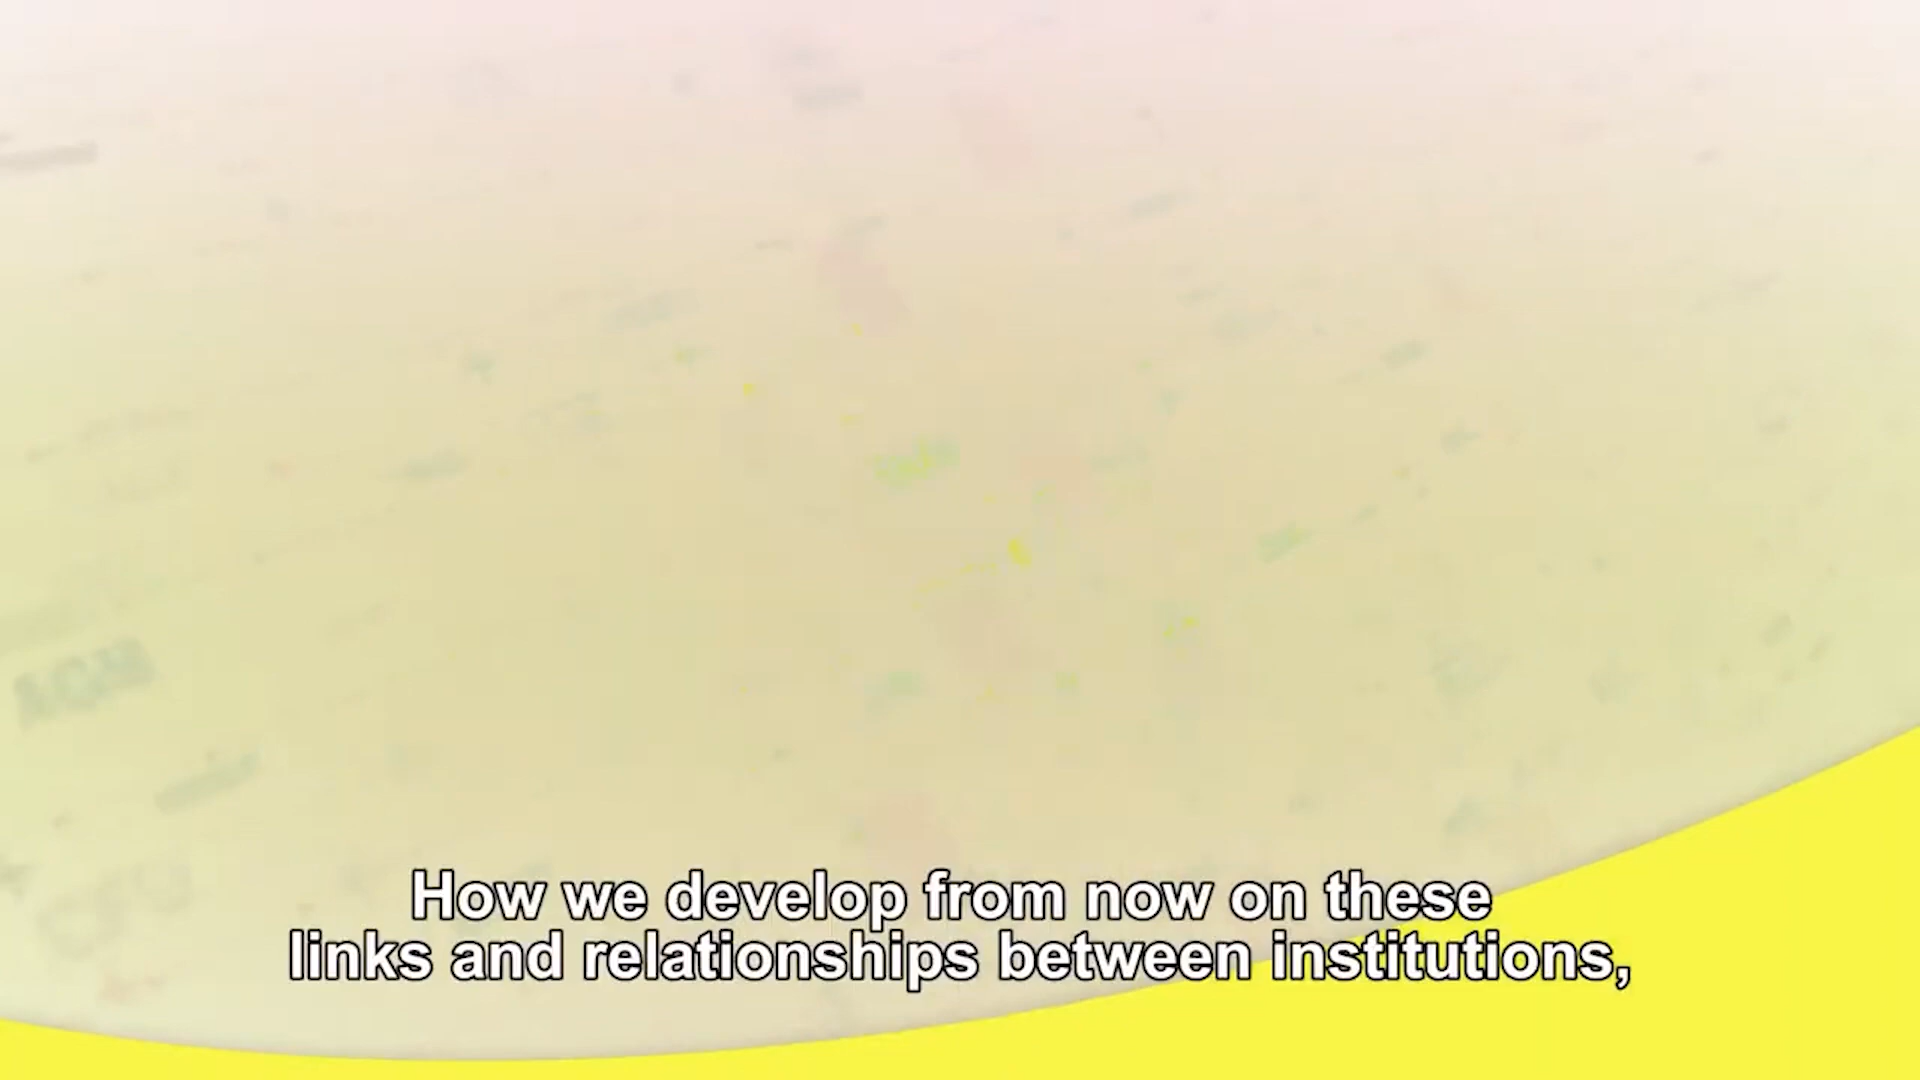 How we develop from now on these
links and relationships between institutions,